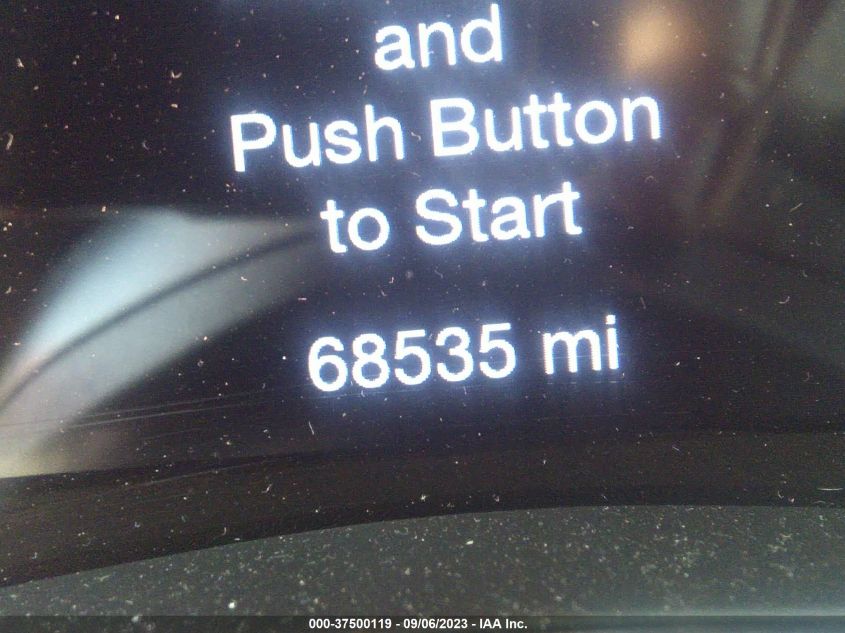 and
Push Button
to Start
68535 mi
000-37500119 - 09/06/2023 - IAA Inc.